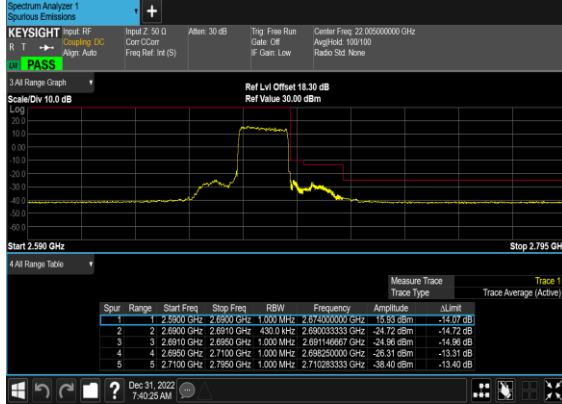 Spectrum Analyzer 1
Spurious Emissions
+
KEYSIGHT Input: RF Input Z: 50 Ω Atten: 30 dB Trig: Free Run Center Freq: 22.005000000 GHz
R T Coupling: DC Corr CCorr Gate: Off Avg|Hold: 100/100
Align: Auto Freq Ref: Int (S) IF Gain: Low Radio Std: None
PASS
3 All Range Graph
Ref Lvl Offset 18.30 dB
Scale/Div 10.0 dB Ref Value 30.00 dBm
Log
20.0
10.0
0.00
-10.0
-20.0
-30.0
-40.0
-50.0
-60.0
Start 2.590 GHz Stop 2.795 GH
4 All Range Table
Measure Trace Trace 1
Trace Type Trace Average (Active)
Spur Range Start Freq Stop Freq RBW Frequency Amplitude ΔLimit
1 1 2.5900 GHz 2.6900 GHz 1.000 MHz 2.674000000 GHz 15.93 dBm -14.07 dB
2 2 2.6900 GHz 2.6910 GHz 430.0 kHz 2.690033333 GHz -24.72 dBm -14.72 dB
3 3 2.6910 GHz 2.6950 GHz 1.000 MHz 2.691146667 GHz -24.96 dBm -14.96 dB
4 4 2.6950 GHz 2.7100 GHz 1.000 MHz 2.698250000 GHz -26.31 dBm -13.31 dB
5 5 2.7100 GHz 2.7950 GHz 1.000 MHz 2.710283333 GHz -38.40 dBm -13.40 dB
? Dec 31, 2022
7:40:25 AM